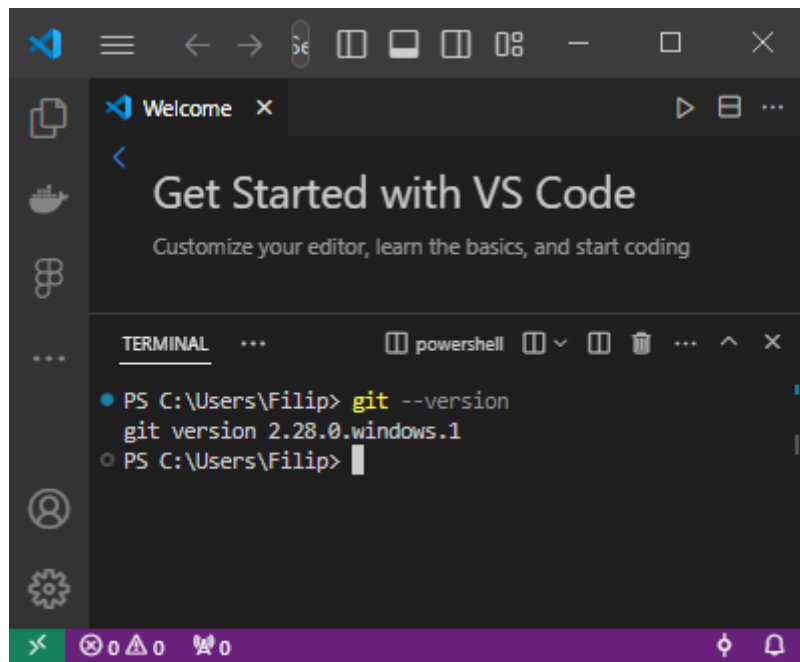 Se
Welcome
Get Started with VS Code
Customize your editor, learn the basics, and start coding
TERMINAL
powershell
PS C:\Users\Filip> git --version
git version 2.28.0.windows.1
PS C:\Users\Filip>
0 0 0